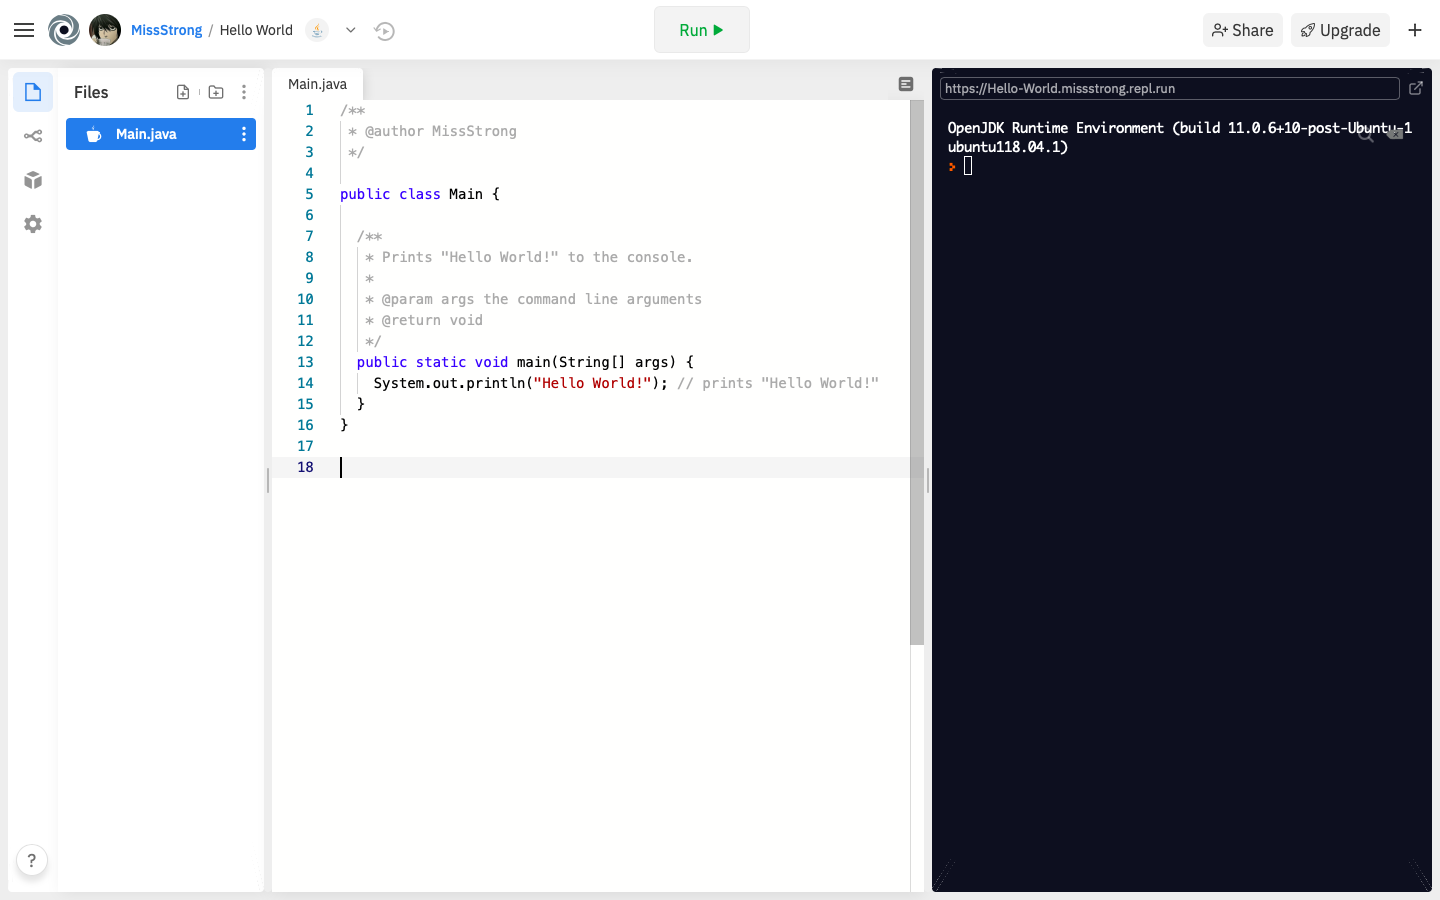 MissStrong / Hello World
Run
Share
Upgrade
Files
Main.java
Main.java
1 /**
2  * @author MissStrong
3  */
4
5 public class Main {
6
7   /**
8    * Prints "Hello World!" to the console.
9    *
10    * @param args the command line arguments
11    * @return void
12    */
13   public static void main(String[] args) {
14     System.out.println("Hello World!"); // prints "Hello World!"
15   }
16 }
17
18
https://Hello-World.missstrong.repl.run
OpenJDK Runtime Environment (build 11.0.6+10-post-Ubuntu-1
ubuntu118.04.1)
?